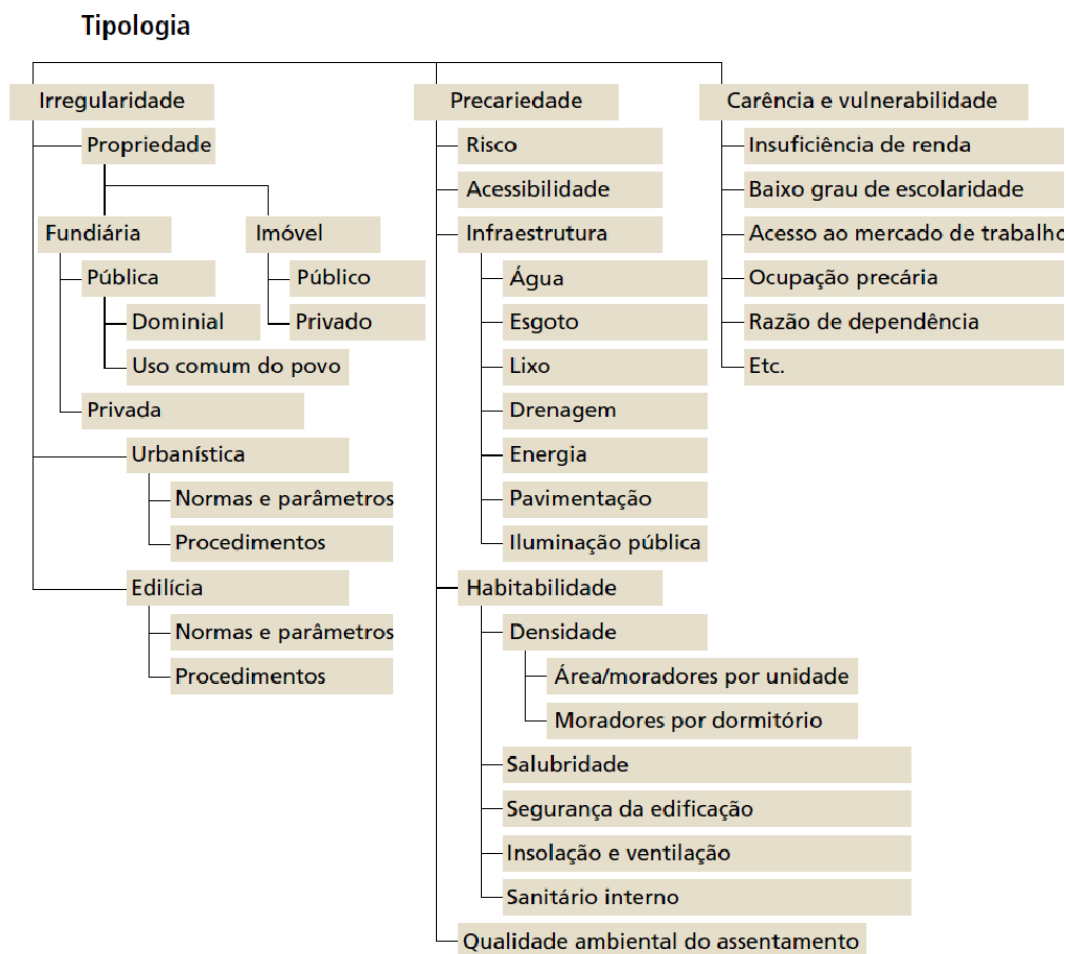 Tipologia
Irregularidade
Propriedade
Fundiária
Imóvel
Pública
Público
Dominial
Privado
Uso comum do povo
Privada
Urbanística
Normas e parâmetros
Procedimentos
Edilícia
Normas e parâmetros
Procedimentos
Precariedade
Risco
Acessibilidade
Infraestrutura
Água
Esgoto
Lixo
Drenagem
Energia
Pavimentação
Iluminação pública
Habitabilidade
Densidade
Área/moradores por unidade
Moradores por dormitório
Salubridade
Segurança da edificação
Insolação e ventilação
Sanitário interno
Qualidade ambiental do assentamento
Carência e vulnerabilidade
Insuficiência de renda
Baixo grau de escolaridade
Acesso ao mercado de trabalho
Ocupação precária
Razão de dependência
Etc.